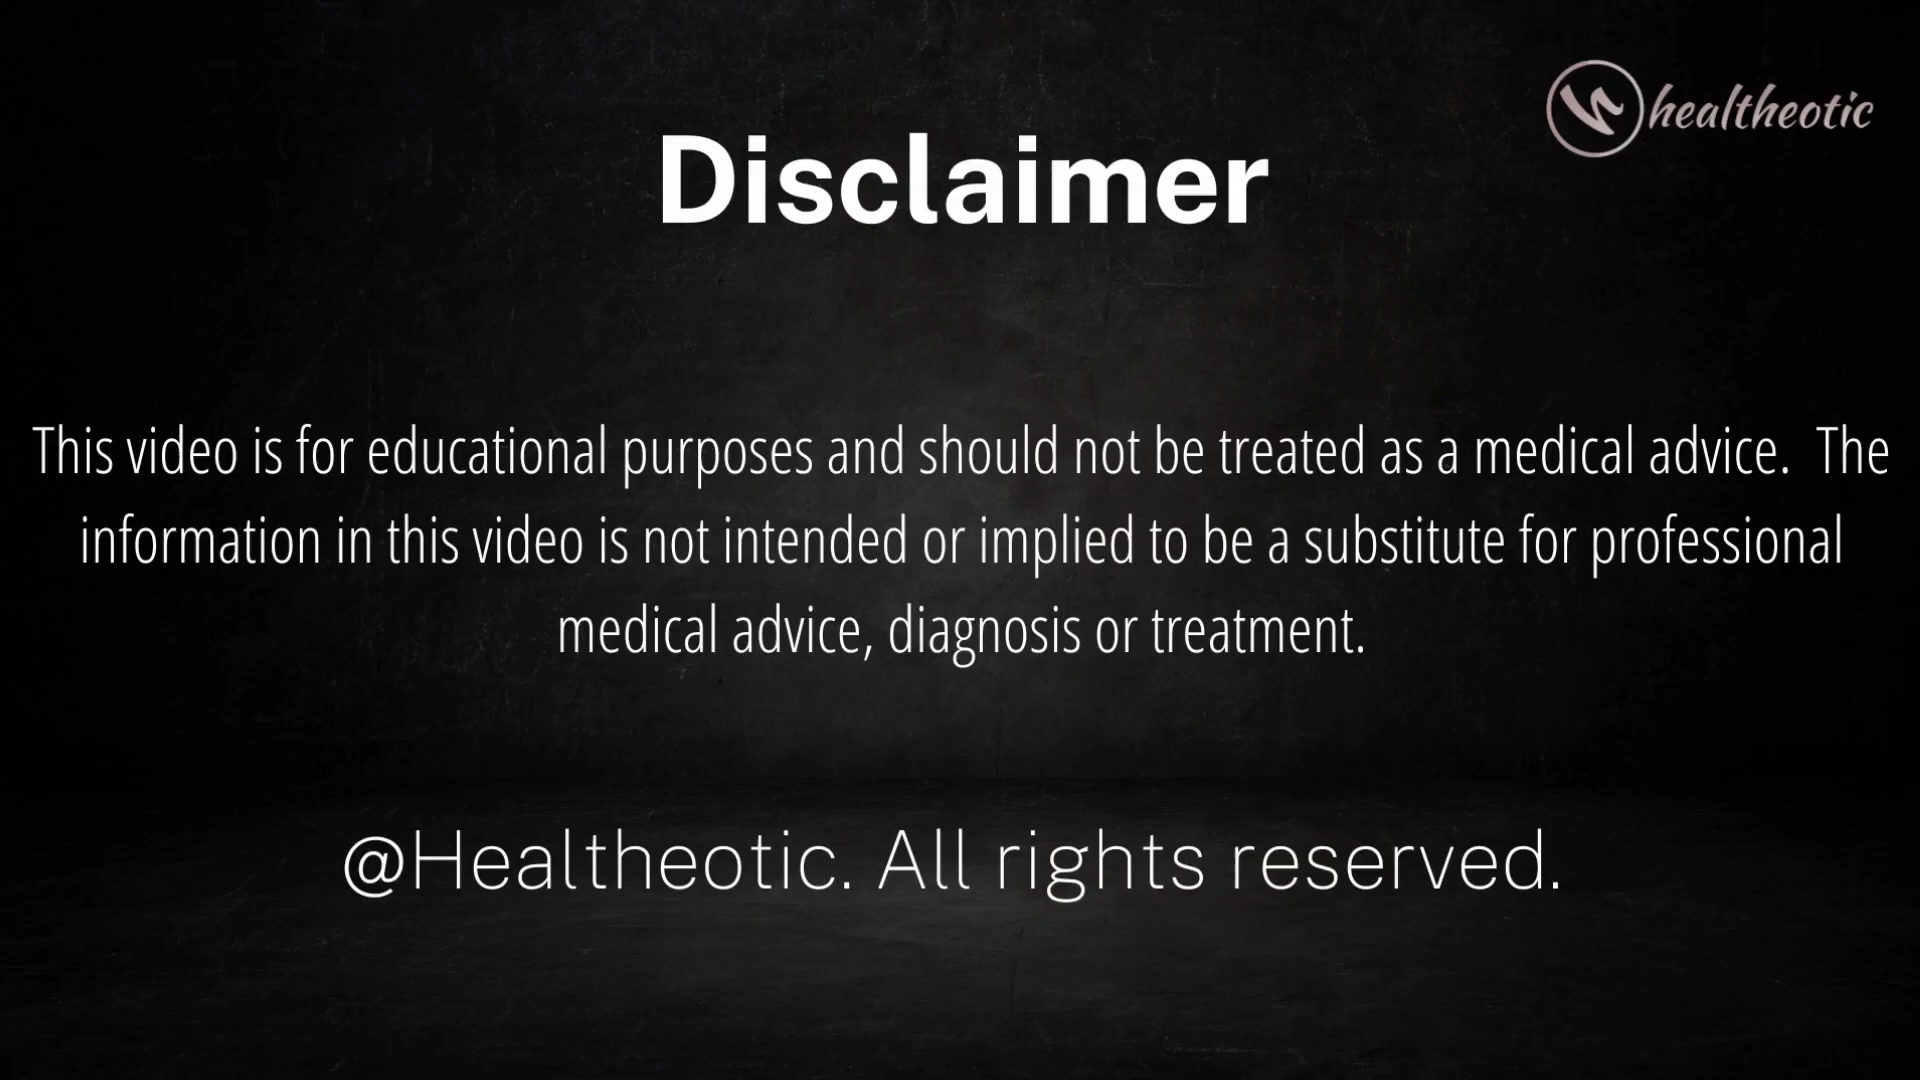 healtheotic
Disclaimer
This video is for educational purposes and should not be treated as a medical advice.  The
information in this video is not intended or implied to be a substitute for professional
medical advice, diagnosis or treatment.
@Healtheotic. All rights reserved.